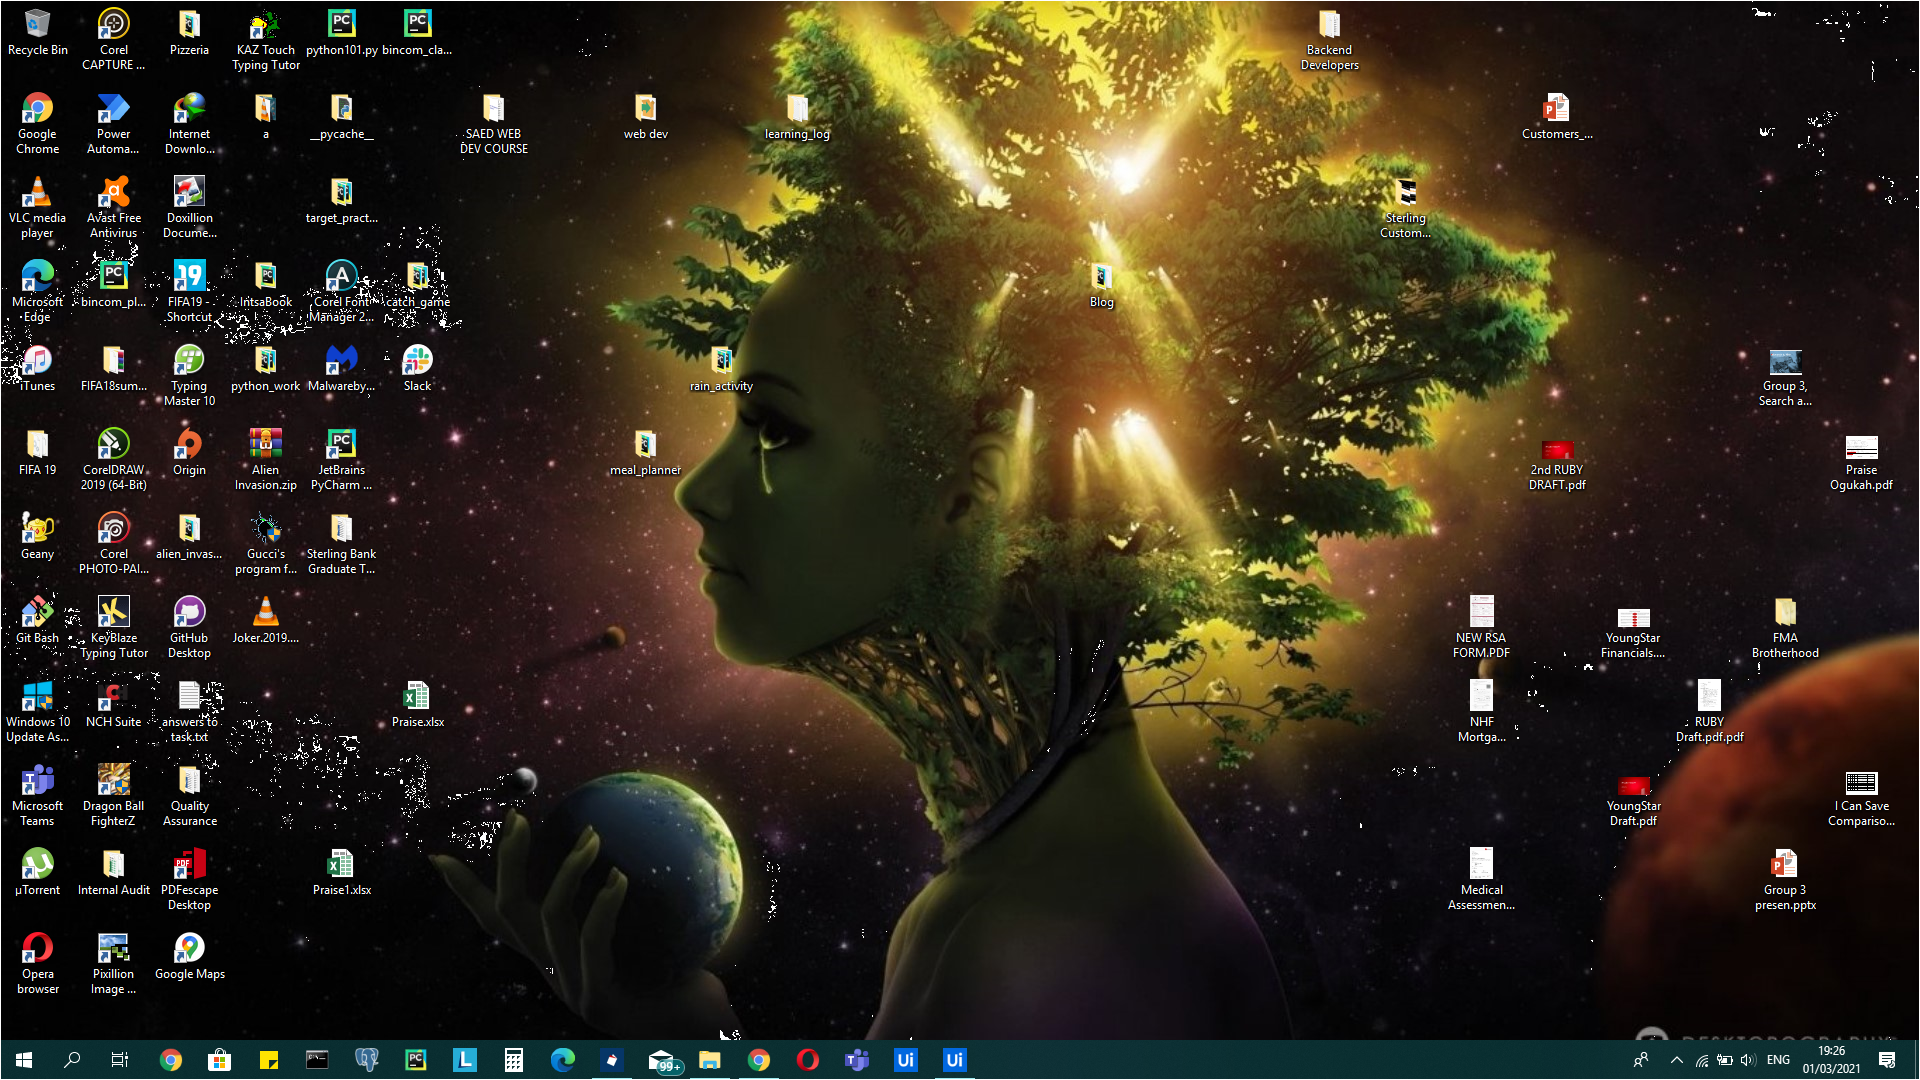 Recycle Bin
Corel
CAPTURE ...
Pizzeria
KAZ Touch
Typing Tutor
python101.py
bincom_cla...
Backend
Developers
Google
Chrome
Power
Automa...
Internet
Downlo...
a
__pycache__
SAED WEB
DEV COURSE
web dev
learning_log
Customers_...
VLC media
player
Avast Free
Antivirus
Doxillion
Docume...
target_pract...
Sterling
Custom...
Microsoft
Edge
bincom_pl...
FIFA19 -
Shortcut
IntsaBook
Corel Font
Manager 2...
catch_game
Blog
iTunes
FIFA18sum...
Typing
Master 10
python_work
Malwareby...
Slack
rain_activity
Group 3,
Search a...
FIFA 19
CorelDRAW
2019 (64-Bit)
Origin
Alien
Invasion.zip
JetBrains
PyCharm ...
meal_planner
2nd RUBY
DRAFT.pdf
Praise
Ogukah.pdf
Geany
Corel
PHOTO-PAI...
alien_invas...
Gucci's
program f...
Sterling Bank
Graduate T...
Git Bash
KeyBlaze
Typing Tutor
GitHub
Desktop
Joker.2019....
NEW RSA
FORM.PDF
YoungStar
Financials....
FMA
Brotherhood
Windows 10
Update As...
NCH Suite
answers to
task.txt
Praise.xlsx
NHF
Mortga...
RUBY
Draft.pdf.pdf
Microsoft
Teams
Dragon Ball
FighterZ
Quality
Assurance
YoungStar
Draft.pdf
I Can Save
Compariso...
µTorrent
Internal Audit
PDFescape
Desktop
Praise1.xlsx
Medical
Assessmen...
Group 3
presen.pptx
Opera
browser
Pixillion
Image ...
Google Maps
DESKTOPOGRAPHY
99+
ENG
19:26
01/03/2021